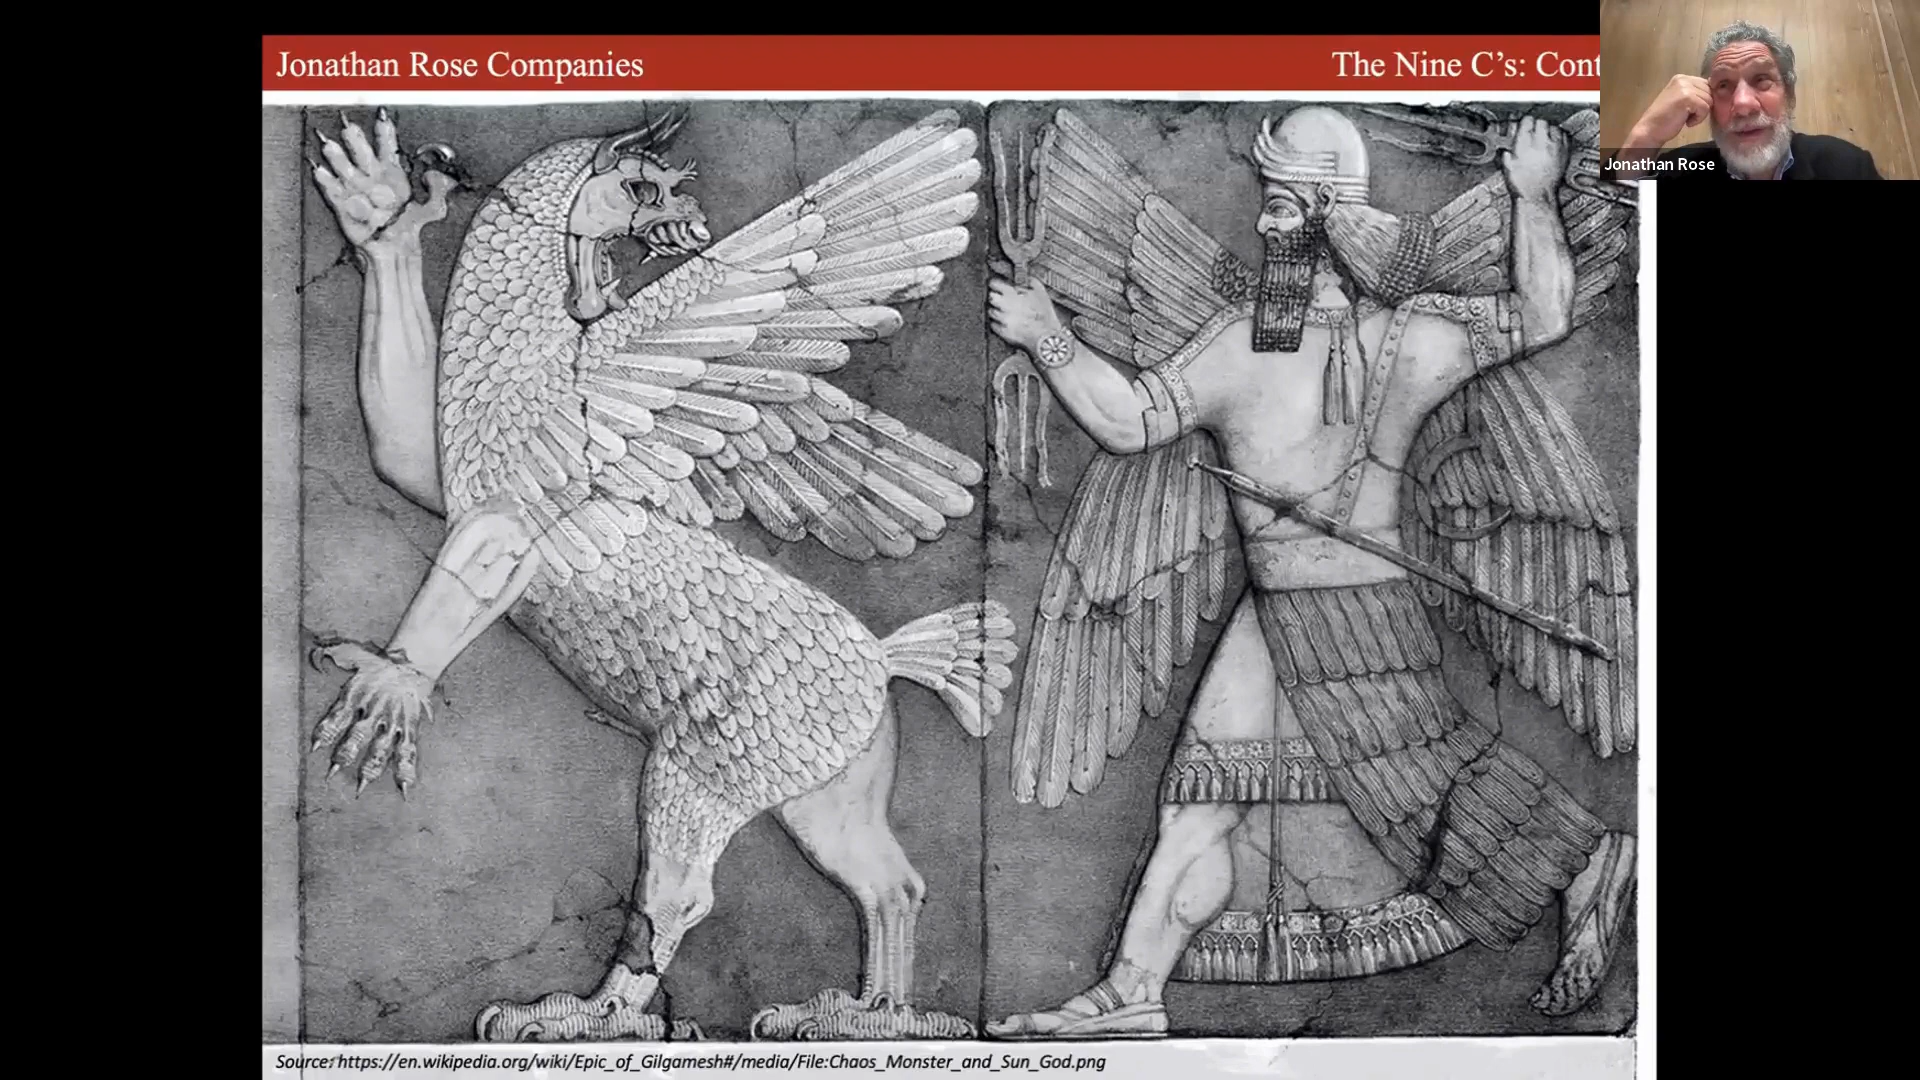 Jonathan Rose Companies
The Nine C's: Cont
Jonathan Rose
Source: https://en.wikipedia.org/wiki/Epic_of_Gilgamesh#/media/File:Chaos_Monster_and_Sun_God.png